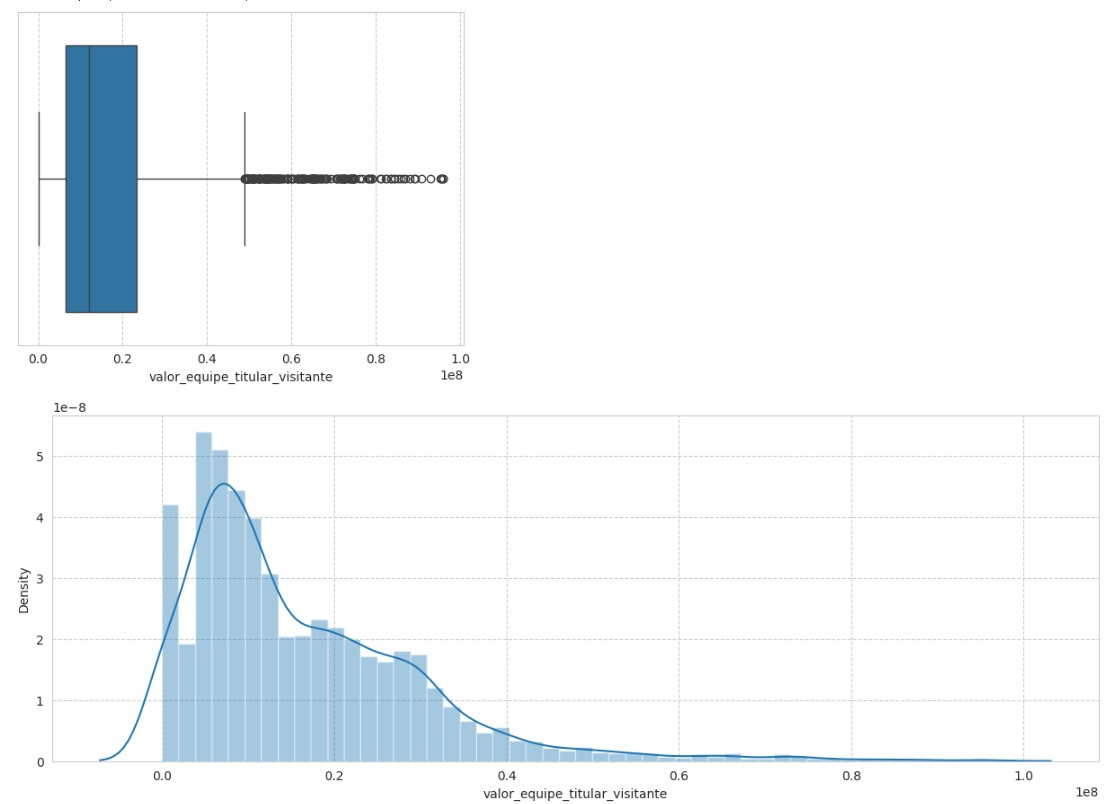 0.0 0.2 0.4 0.6 0.8 1.0
valor_equipe_titular_visitante
1e8
1e−8
5
4
3
2
1
0
Density
0.0 0.2 0.4 0.6 0.8 1.0
valor_equipe_titular_visitante
1e8